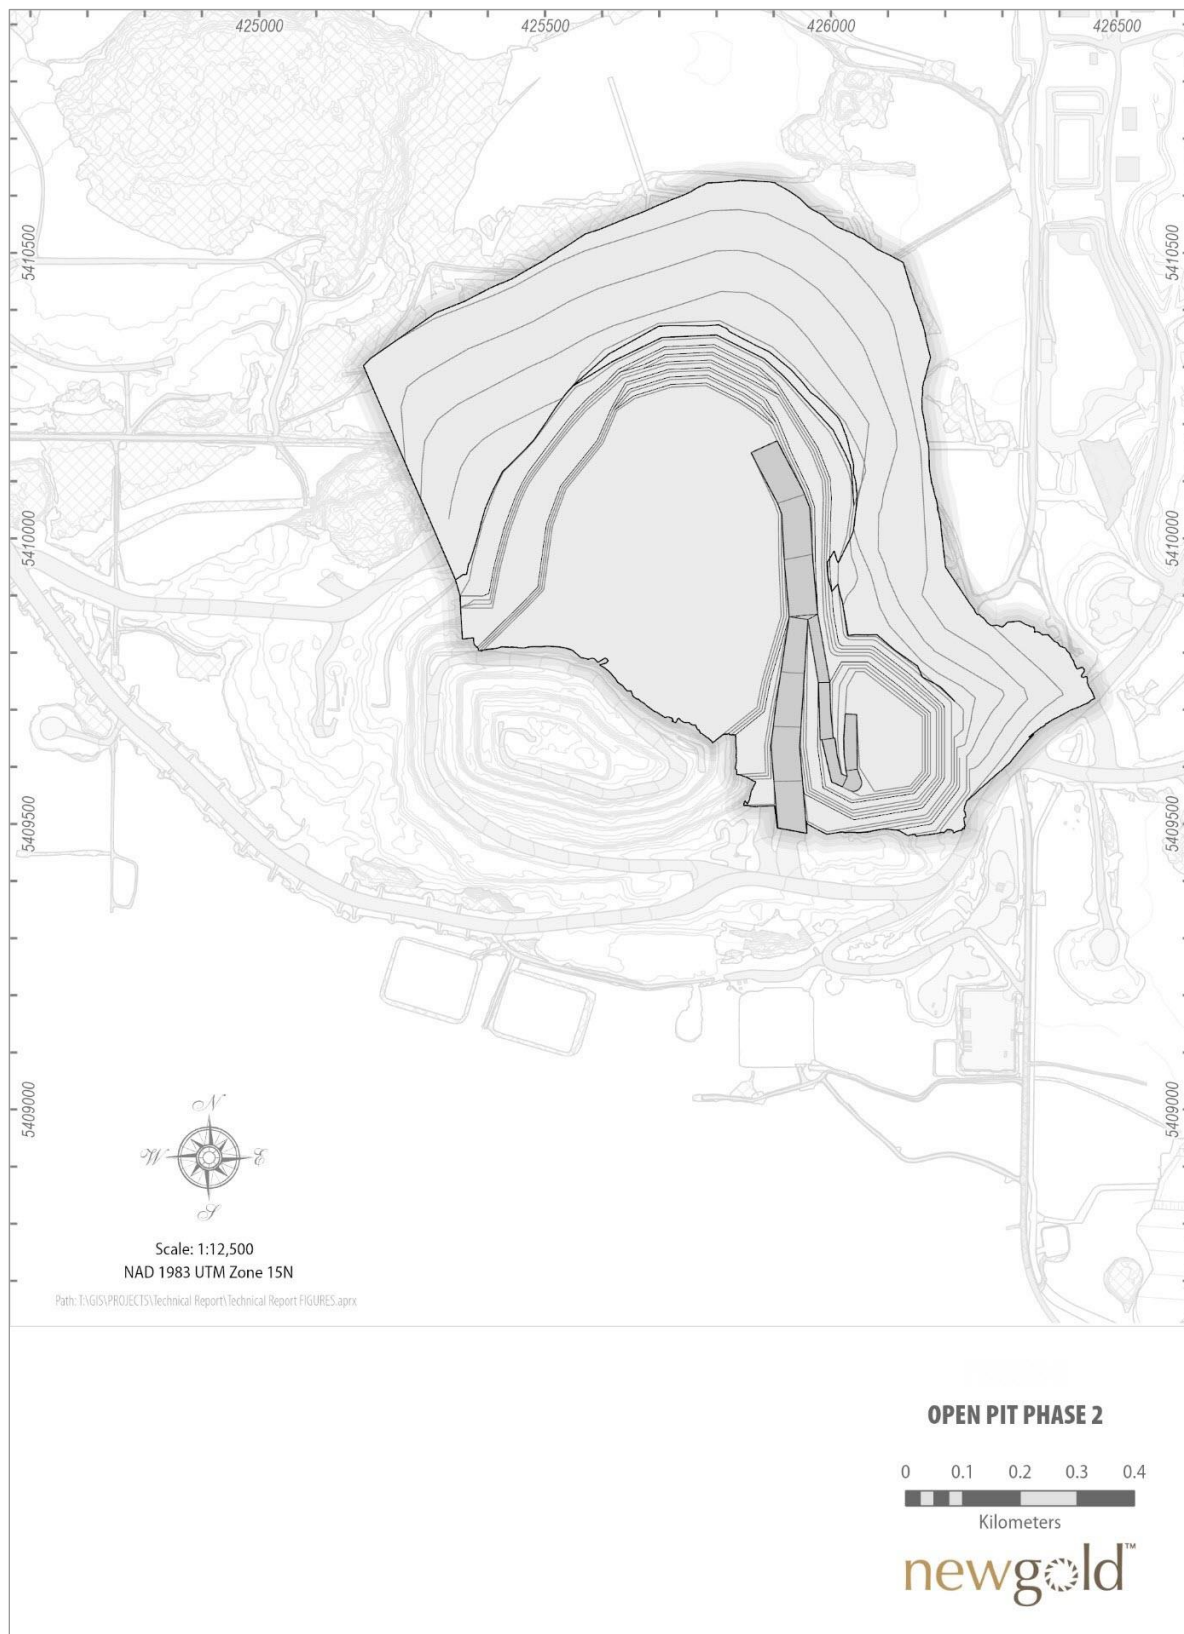 425000 425500 426000 426500
5410500 5410500
5410000 5410000
5409500 5409500
5409000 5409000
N
W E
S
Scale: 1:12,500
NAD 1983 UTM Zone 15N
Path: T:\GIS\PROJECTS\Technical Report\Technical Report FIGURES.aprx
OPEN PIT PHASE 2
0 0.1 0.2 0.3 0.4
Kilometers
newgold™